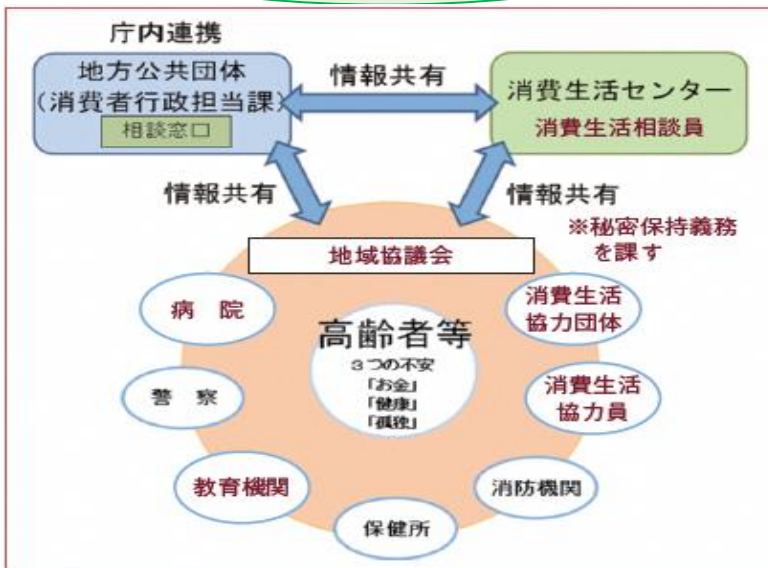 庁内連携
地方公共団体
(消費者行政担当課)
相談窓口
情報共有
消費生活センター
消費生活相談員
情報共有
情報共有
※秘密保持義務
を課す
地域協議会
病 院
消費生活
協力団体
高齢者等
3つの不安
「お金」
「健康」
「孤独」
警 察
消費生活
協力員
教育機関
消防機関
保健所